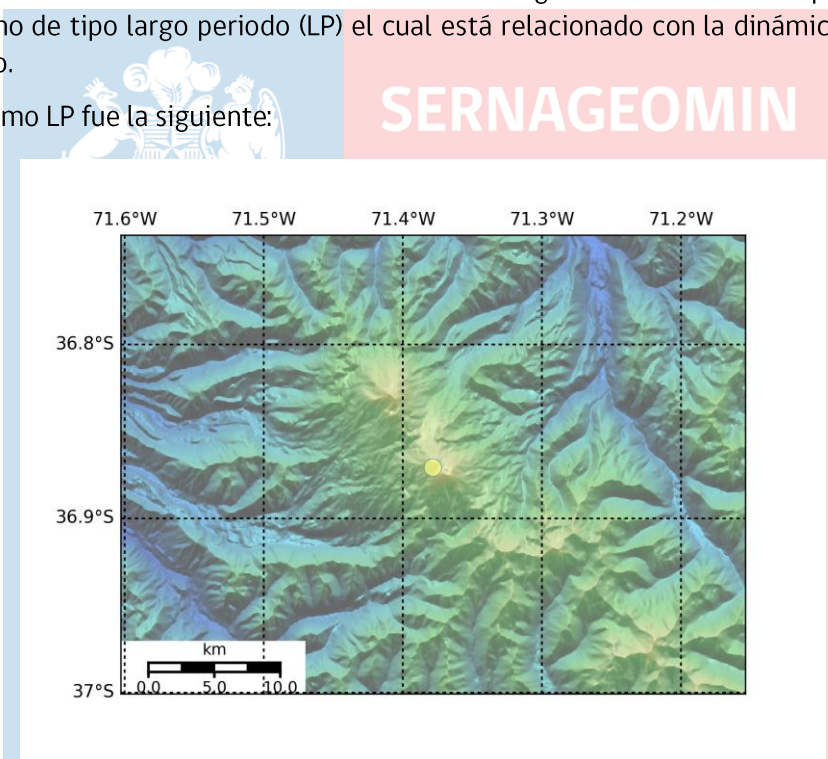 no de tipo largo periodo (LP) el cual está relacionado con la dinámic
o.
SERNAGEOMIN
mo LP fue la siguiente:
71.6°W 71.5°W 71.4°W 71.3°W 71.2°W
36.8°S
36.9°S
km
0.0 5.0 10.0
37°S